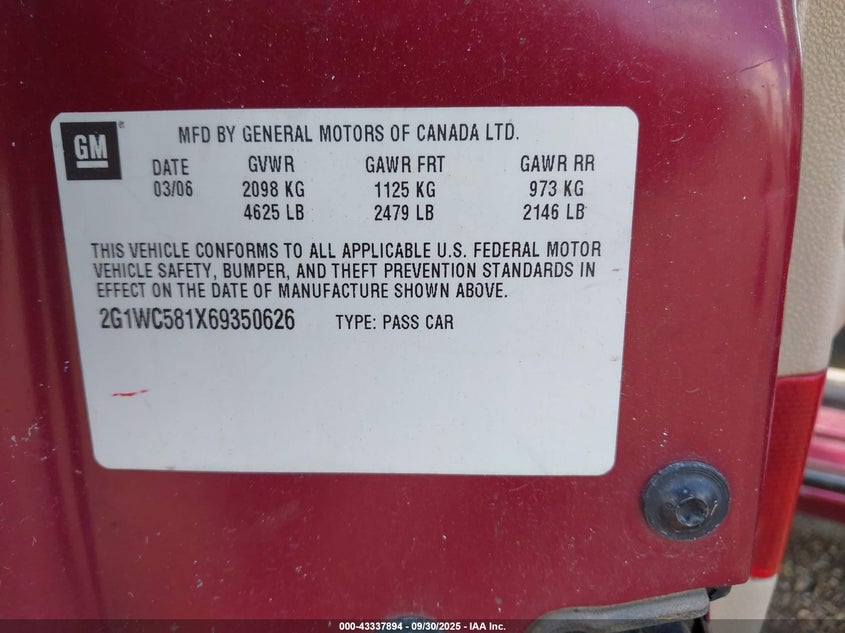 GM
MFD BY GENERAL MOTORS OF CANADA LTD.
DATE GVWR GAWR FRT GAWR RR
03/06 2098 KG 1125 KG 973 KG
4625 LB 2479 LB 2146 LB
THIS VEHICLE CONFORMS TO ALL APPLICABLE U.S. FEDERAL MOTOR
VEHICLE SAFETY, BUMPER, AND THEFT PREVENTION STANDARDS IN
EFFECT ON THE DATE OF MANUFACTURE SHOWN ABOVE.
2G1WC581X69350626 TYPE: PASS CAR
000-43337894 - 09/30/2025 - IAA Inc.